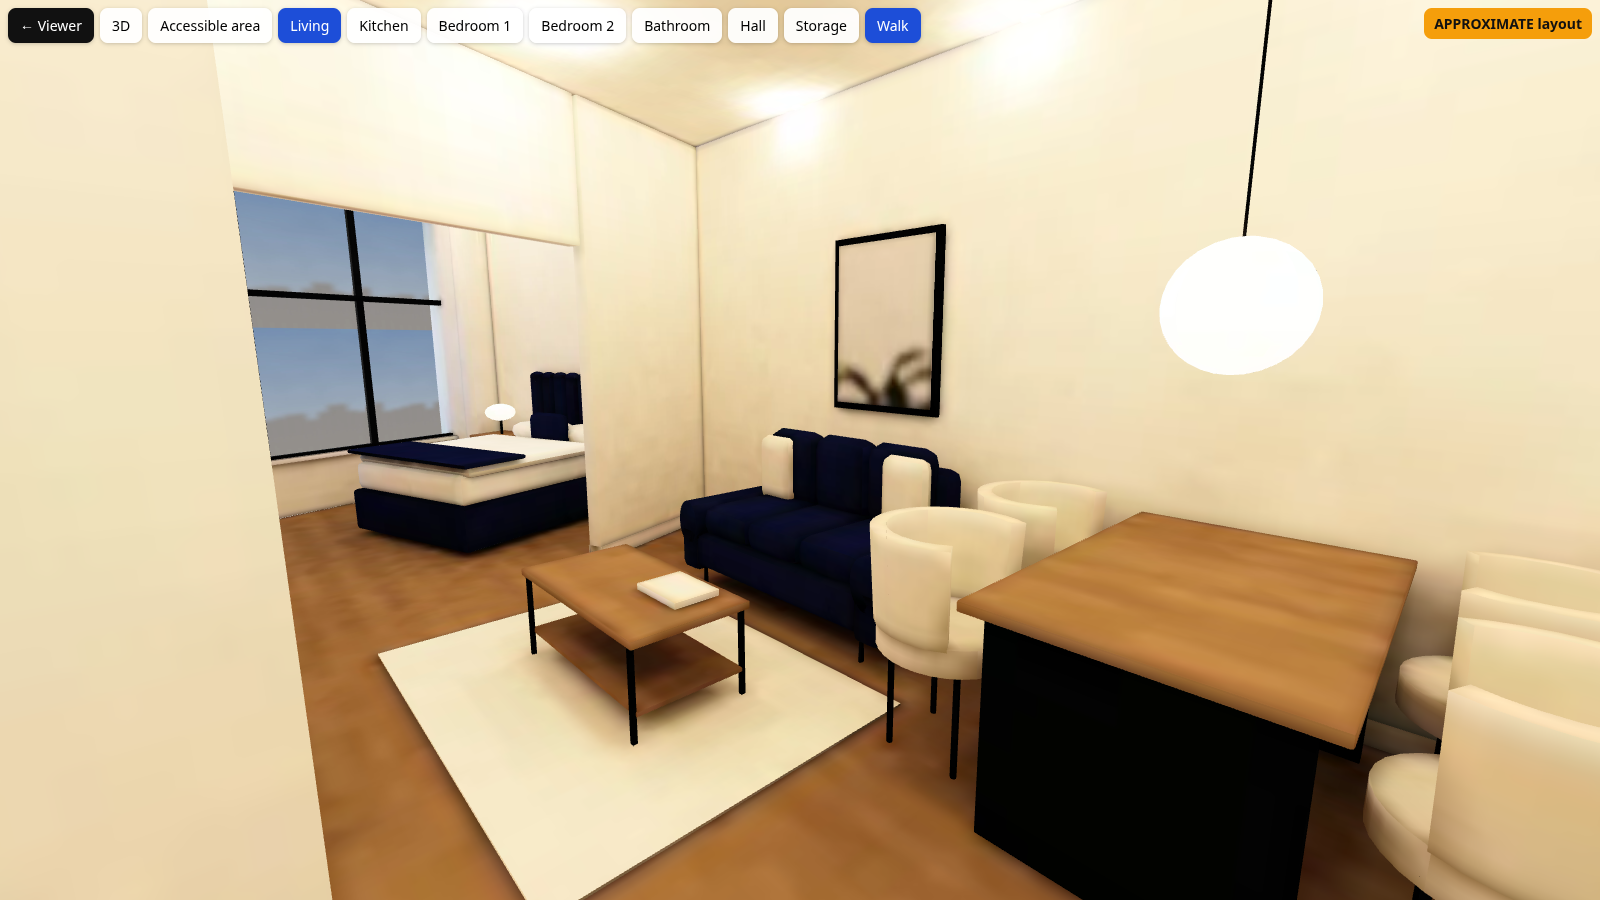 ← Viewer
3D
Accessible area
Living
Kitchen
Bedroom 1
Bedroom 2
Bathroom
Hall
Storage
Walk
APPROXIMATE layout